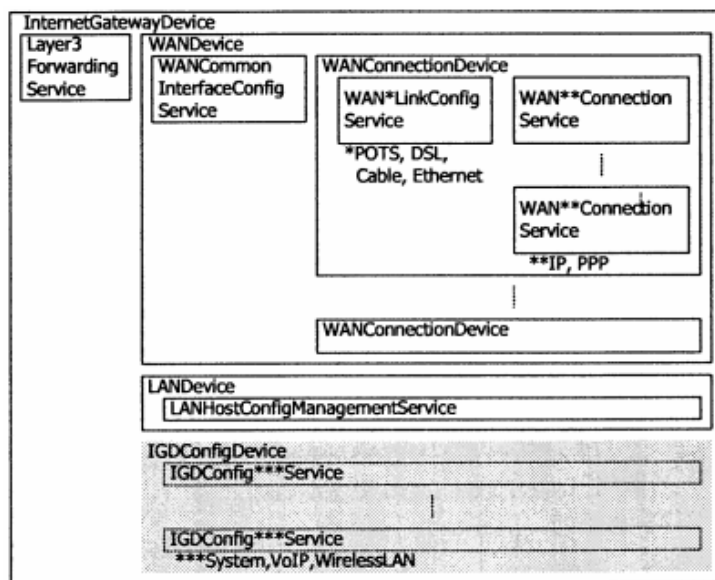 InternetGatewayDevice
Layer3
Forwarding
Service
WANDevice
WANCommon
InterfaceConfig
Service
WANConnectionDevice
WAN*LinkConfig
Service
*POTS, DSL,
Cable, Ethernet
WAN**Connection
Service
WAN**Connection
Service
**IP, PPP
WANConnectionDevice
LANDevice
LANHostConfigManagementService
IGDConfigDevice
IGDConfig***Service
IGDConfig***Service
***System,VoIP,WirelessLAN